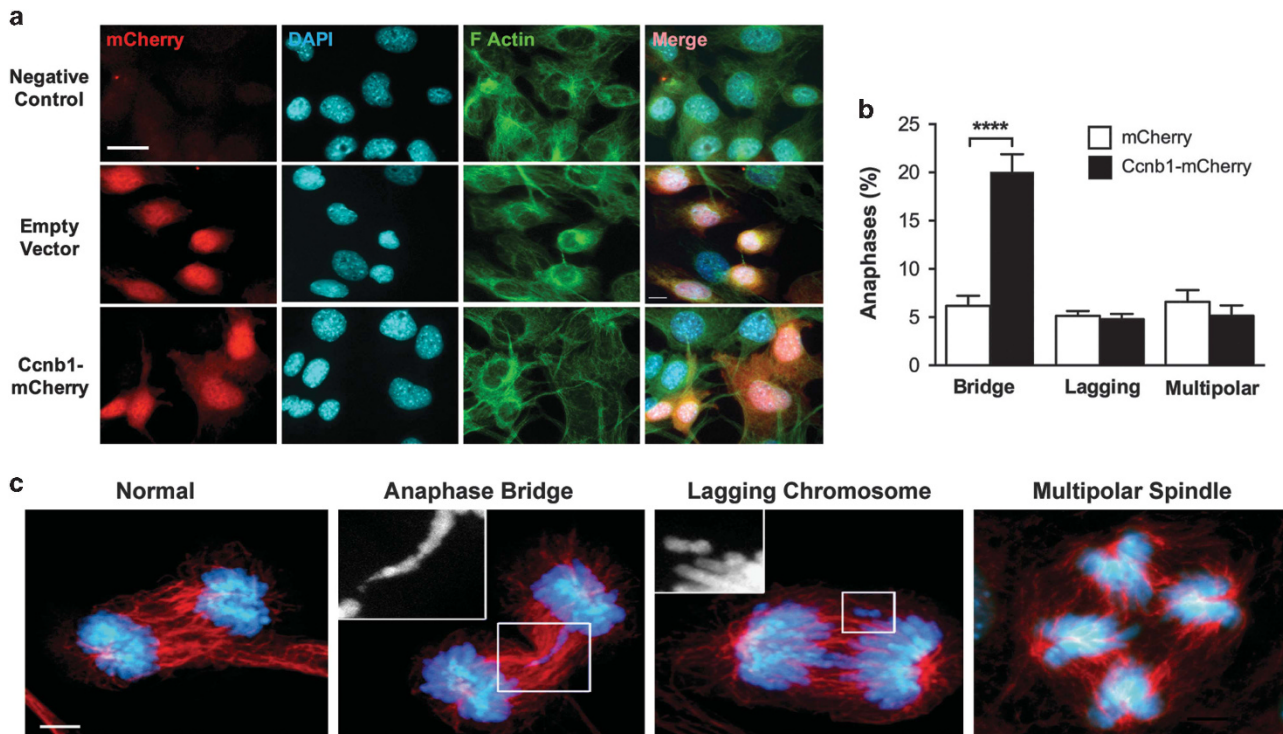 a
mCherry DAPI F Actin Merge
Negative
Control
Empty
Vector
Ccnb1-
mCherry
b
Anaphases (%)
25
20
15
10
5
0
****
mCherry
Ccnb1-mCherry
Bridge Lagging Multipolar
c
Normal Anaphase Bridge Lagging Chromosome Multipolar Spindle